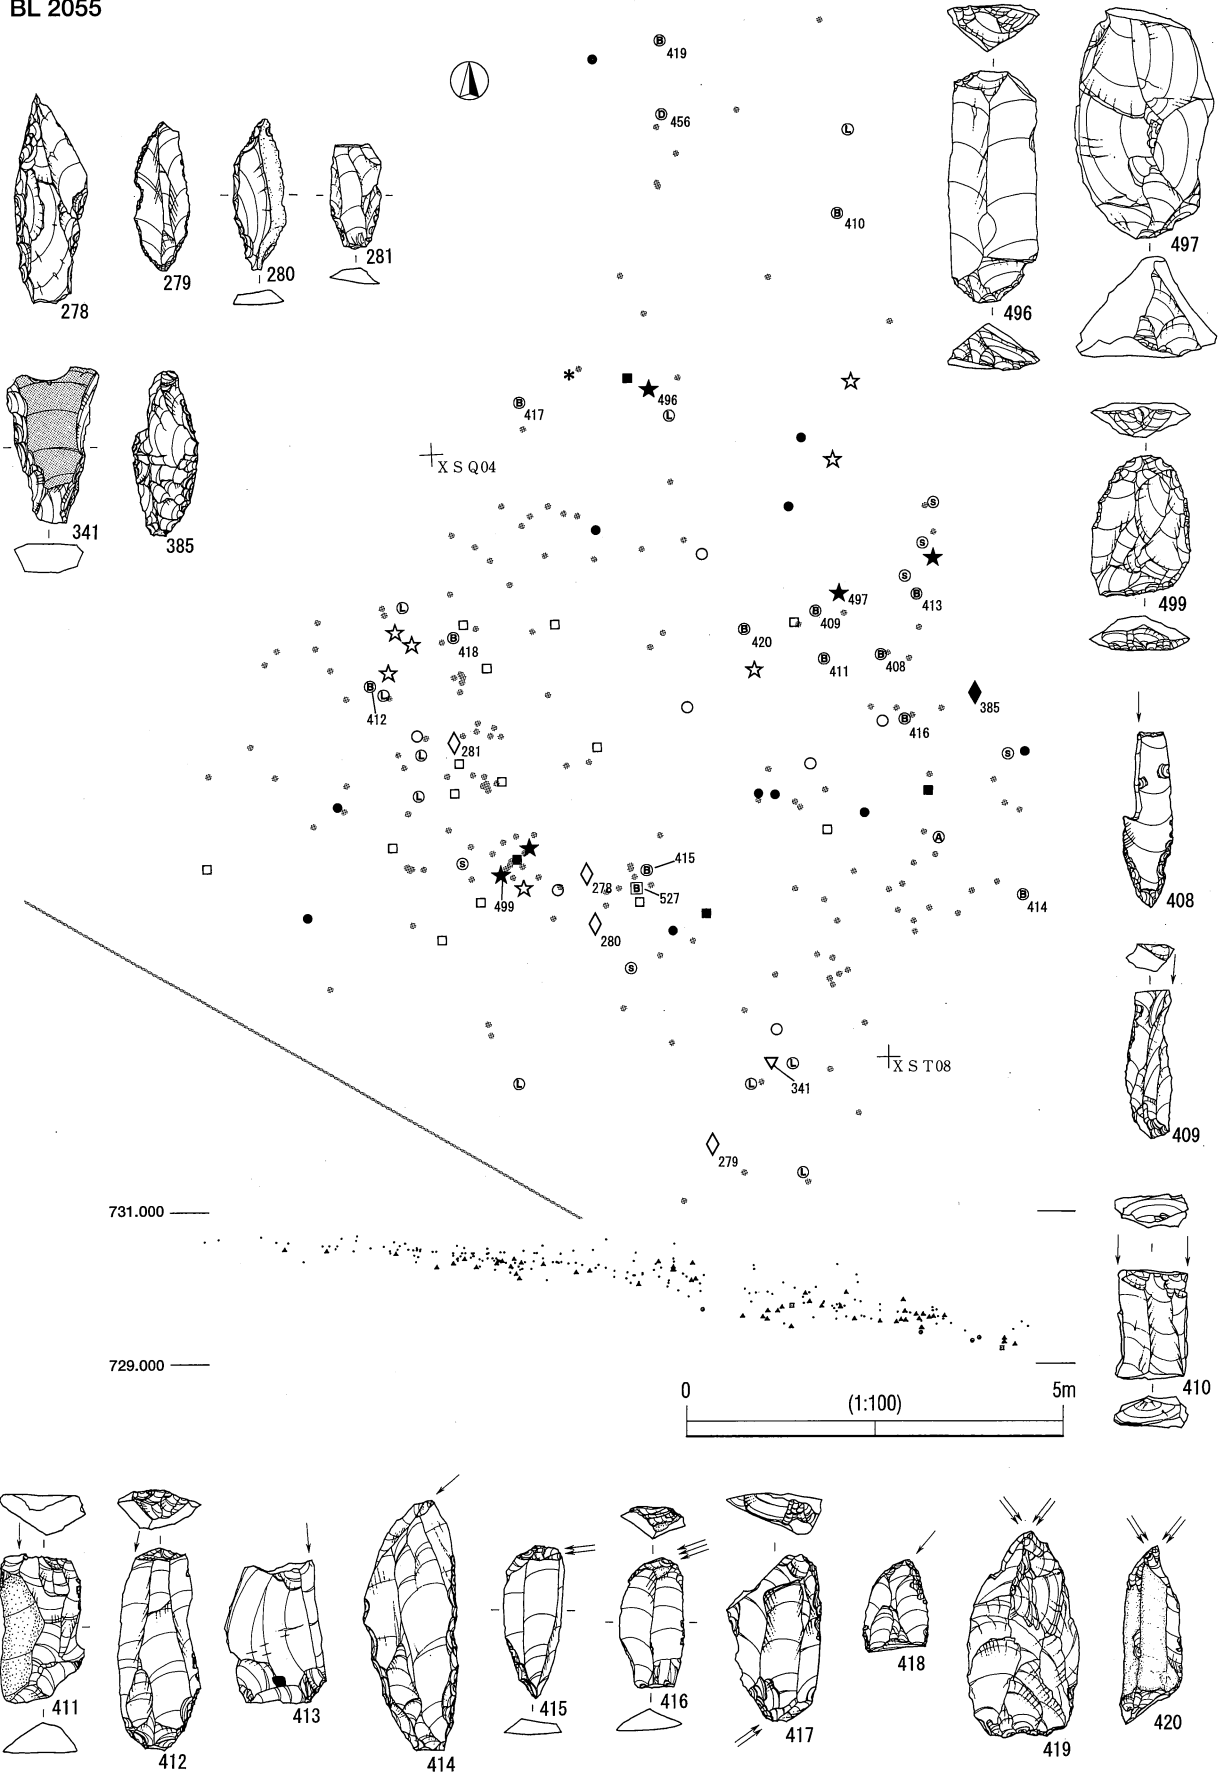 BL 2055
B 419
D 456
L
B 410
278
279
280
281
496
497
341
385
*
496
B 417
L
X S Q04
499
S
S
S
497
B 413
B 409
B 420
B 411
B 408
385
B 416
S
L
B 418
B L
412
281
L
L
A
S
499
278
B 415
B 527
280
S
B 414
408
409
X S T08
L
L 341
L
279
L
731.000
729.000
0 (1:100) 5m
410
411
412
413
414
415
416
417
418
419
420